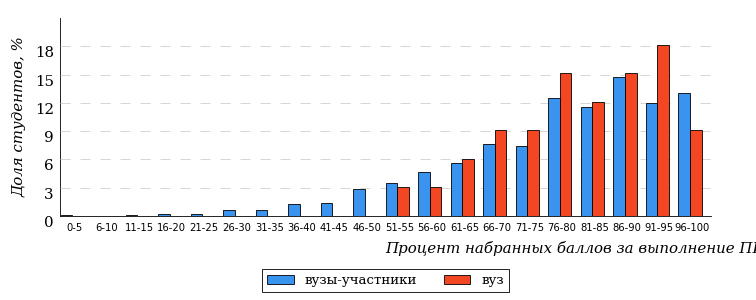 Доля студентов, %
18
15
12
9
6
3
0
0-5 6-10 11-15 16-20 21-25 26-30 31-35 36-40 41-45 46-50 51-55 56-60 61-65 66-70 71-75 76-80 81-85 86-90 91-95 96-100
Процент набранных баллов за выполнение
вузы-участники вуз